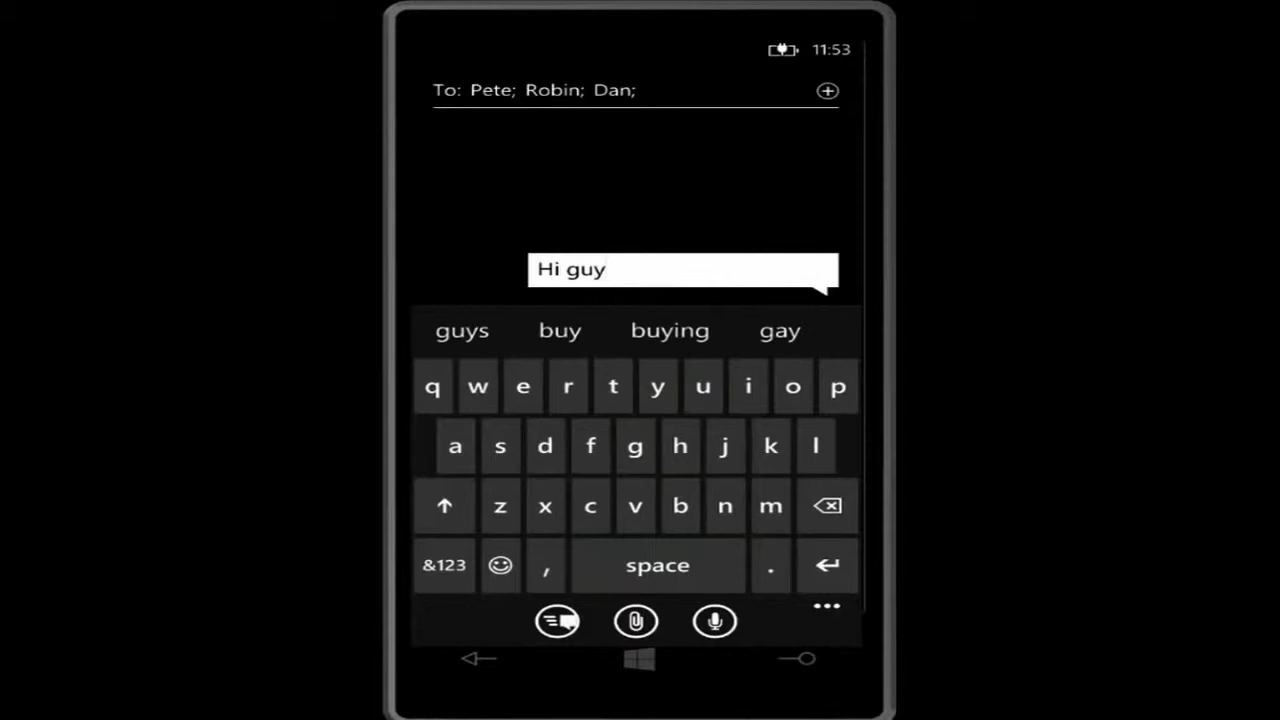 11:53
To: Pete; Robin; Dan;
Hi guy
guys buy buying gay
q w e r t y u i o p
a s d f g h j k l
z x c v b n m
&123 , space .